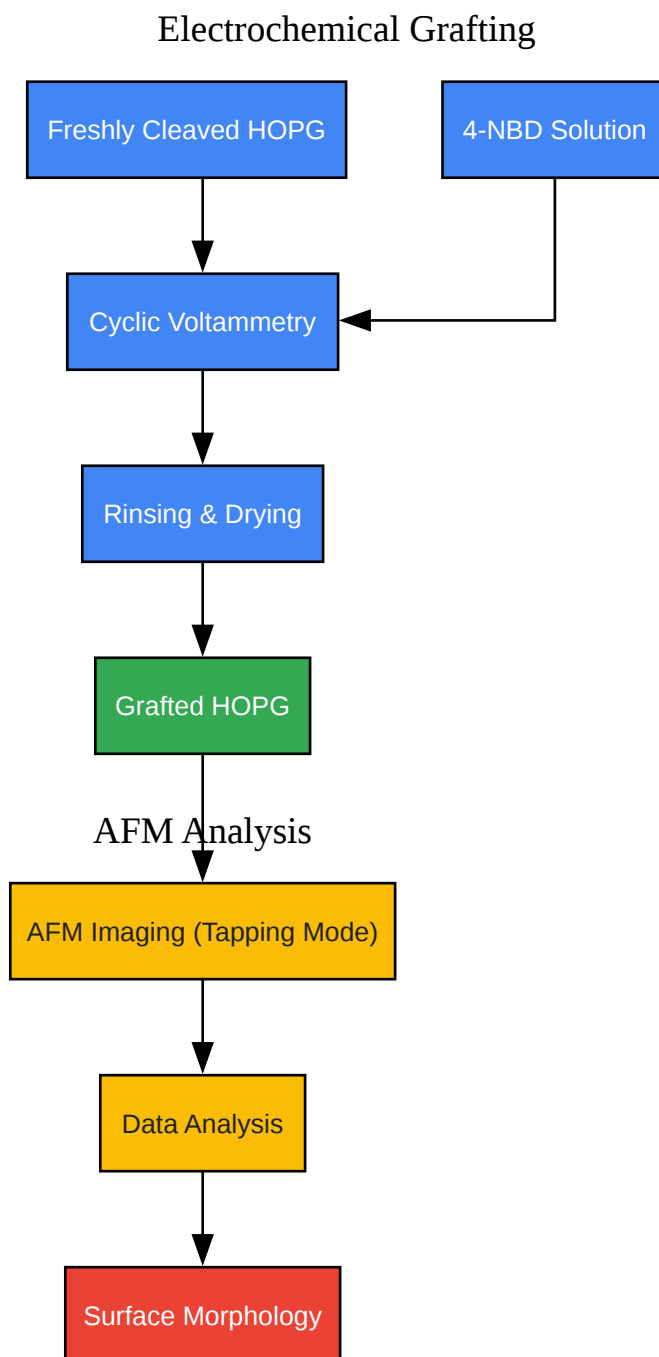 Electrochemical Grafting
Freshly Cleaved HOPG
4-NBD Solution
Cyclic Voltammetry
Rinsing & Drying
Grafted HOPG
AFM Analysis
AFM Imaging (Tapping Mode)
Data Analysis
Surface Morphology